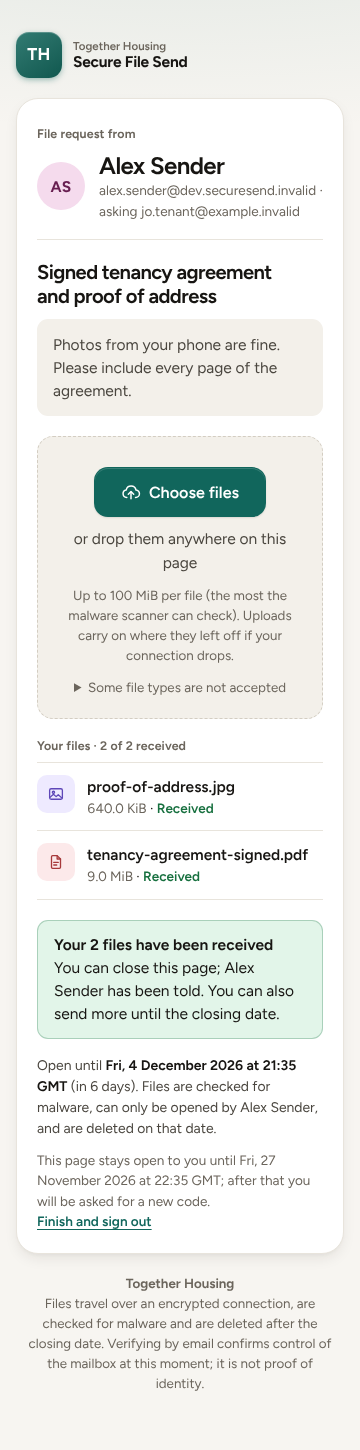 TH
Together Housing
Secure File Send
File request from
AS
Alex Sender
alex.sender@dev.securesend.invalid ·
asking jo.tenant@example.invalid
Signed tenancy agreement
and proof of address
Photos from your phone are fine.
Please include every page of the
agreement.
Choose files
or drop them anywhere on this
page
Up to 100 MiB per file (the most the
malware scanner can check). Uploads
carry on where they left off if your
connection drops.
Some file types are not accepted
Your files · 2 of 2 received
proof-of-address.jpg
640.0 KiB · Received
tenancy-agreement-signed.pdf
9.0 MiB · Received
Your 2 files have been received
You can close this page; Alex
Sender has been told. You can also
send more until the closing date.
Open until Fri, 4 December 2026 at 21:35
GMT (in 6 days). Files are checked for
malware, can only be opened by Alex Sender,
and are deleted on that date.
This page stays open to you until Fri, 27
November 2026 at 22:35 GMT; after that you
will be asked for a new code.
Finish and sign out
Together Housing
Files travel over an encrypted connection, are
checked for malware and are deleted after the
closing date. Verifying by email confirms control of
the mailbox at this moment; it is not proof of
identity.